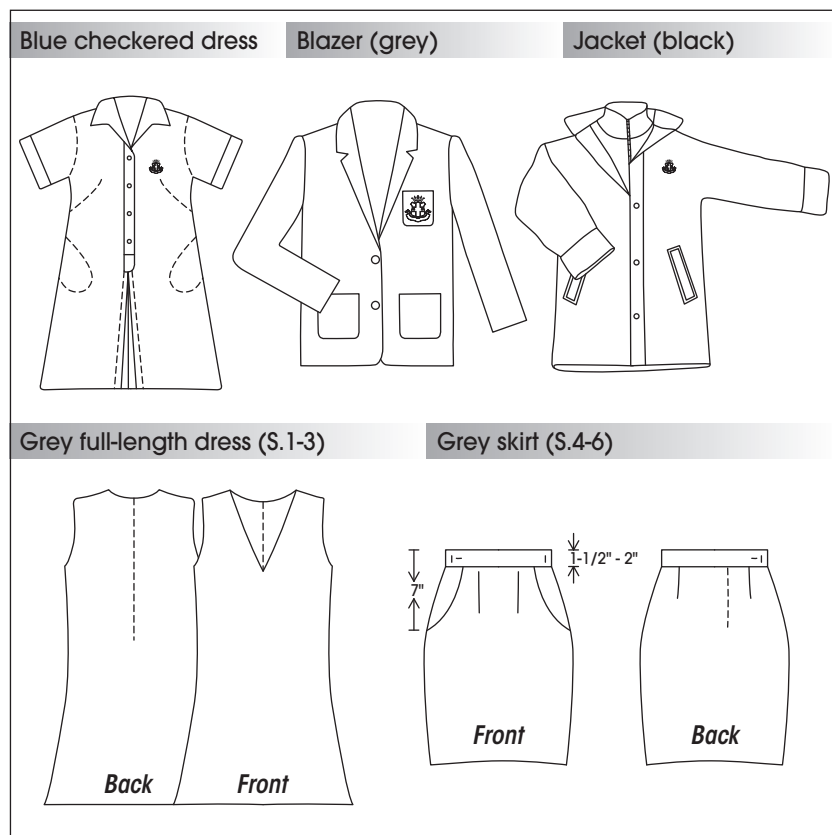 Blue checkered dress
Blazer (grey)
Jacket (black)
Grey full-length dress (S.1-3)
Grey skirt (S.4-6)
1-1/2" - 2"
7"
Back
Front
Front
Back